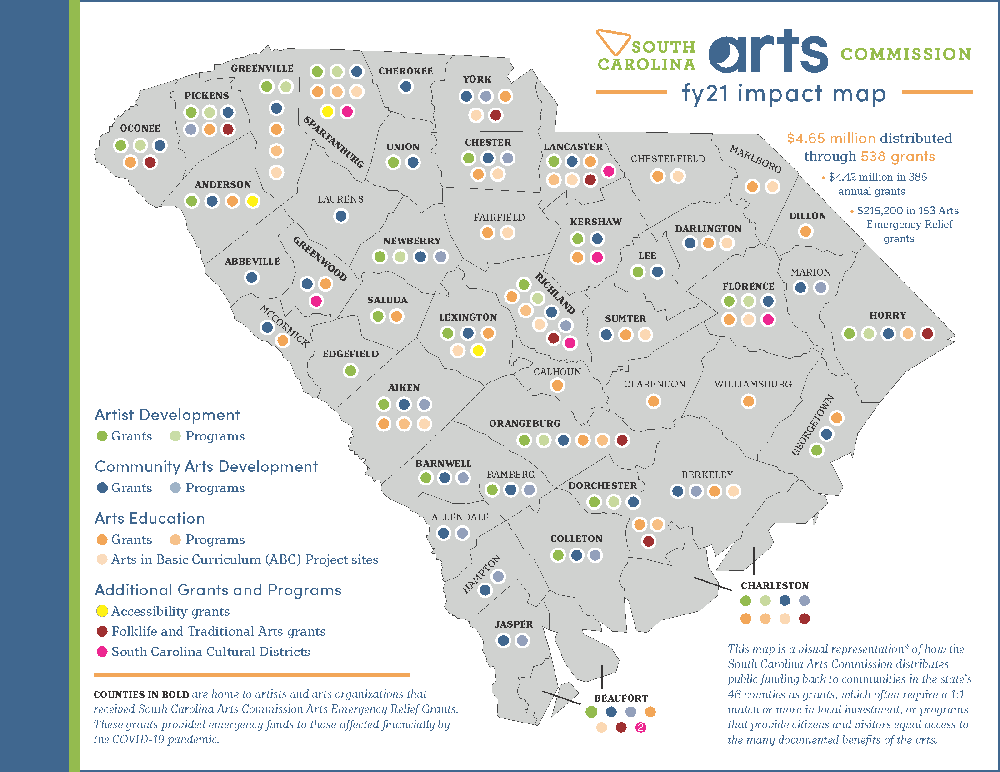 SOUTH
CAROLINA
arts
COMMISSION
fy21 impact map
$4.65 million distributed
through 538 grants
• $4.42 million in 385
annual grants
• $215,200 in 153 Arts
Emergency Relief
grants
GREENVILLE
CHEROKEE
YORK
PICKENS
OCONEE
SPARTANBURG
UNION
CHESTER
LANCASTER
CHESTERFIELD
MARLBORO
ANDERSON
LAURENS
FAIRFIELD
KERSHAW
DARLINGTON
DILLON
NEWBERRY
GREENWOOD
ABBEVILLE
LEE
MARION
RICHLAND
FLORENCE
SALUDA
LEXINGTON
SUMTER
HORRY
MCCORMICK
EDGEFIELD
CALHOUN
CLARENDON
WILLIAMSBURG
AIKEN
GEORGETOWN
ORANGEBURG
BARNWELL
BAMBERG
DORCHESTER
BERKELEY
ALLENDALE
COLLETON
HAMPTON
CHARLESTON
JASPER
BEAUFORT
2
Artist Development
Grants Programs
Community Arts Development
Grants Programs
Arts Education
Grants Programs
Arts in Basic Curriculum (ABC) Project sites
Additional Grants and Programs
Accessibility grants
Folklife and Traditional Arts grants
South Carolina Cultural Districts
COUNTIES IN BOLD are home to artists and arts organizations that
received South Carolina Arts Commission Arts Emergency Relief Grants.
These grants provided emergency funds to those affected financially by
the COVID-19 pandemic.
This map is a visual representation* of how the
South Carolina Arts Commission distributes
public funding back to communities in the state’s
46 counties as grants, which often require a 1:1
match or more in local investment, or programs
that provide citizens and visitors equal access to
the many documented benefits of the arts.